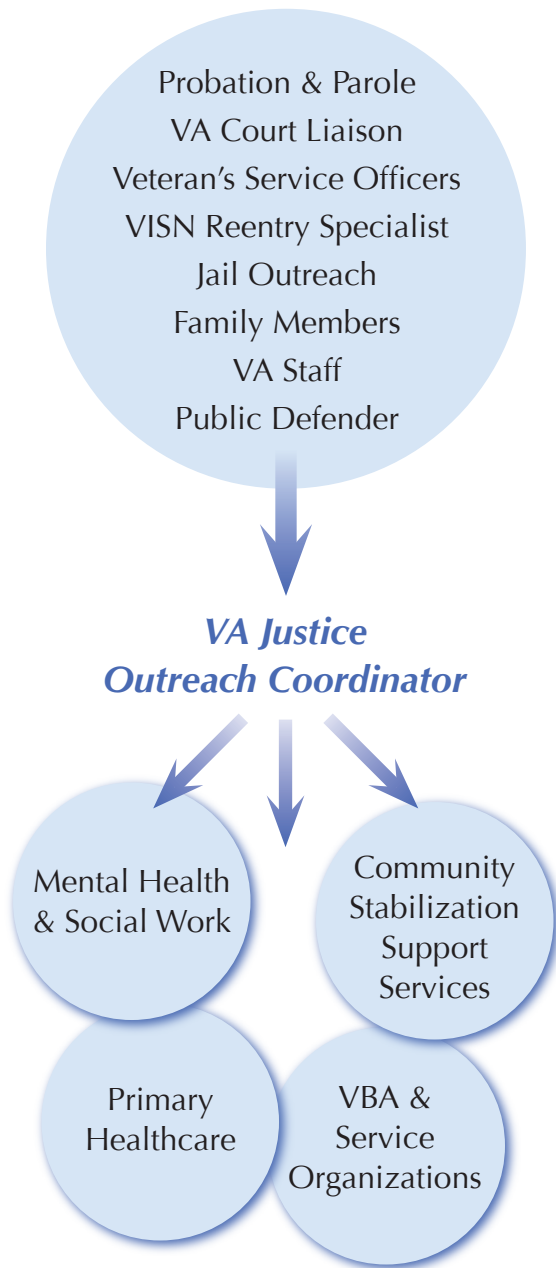 Probation & Parole
VA Court Liaison
Veteran’s Service Officers
VISN Reentry Specialist
Jail Outreach
Family Members
VA Staff
Public Defender
VA Justice
Outreach Coordinator
Mental Health
& Social Work
Community
Stabilization
Support
Services
Primary
Healthcare
VBA &
Service
Organizations